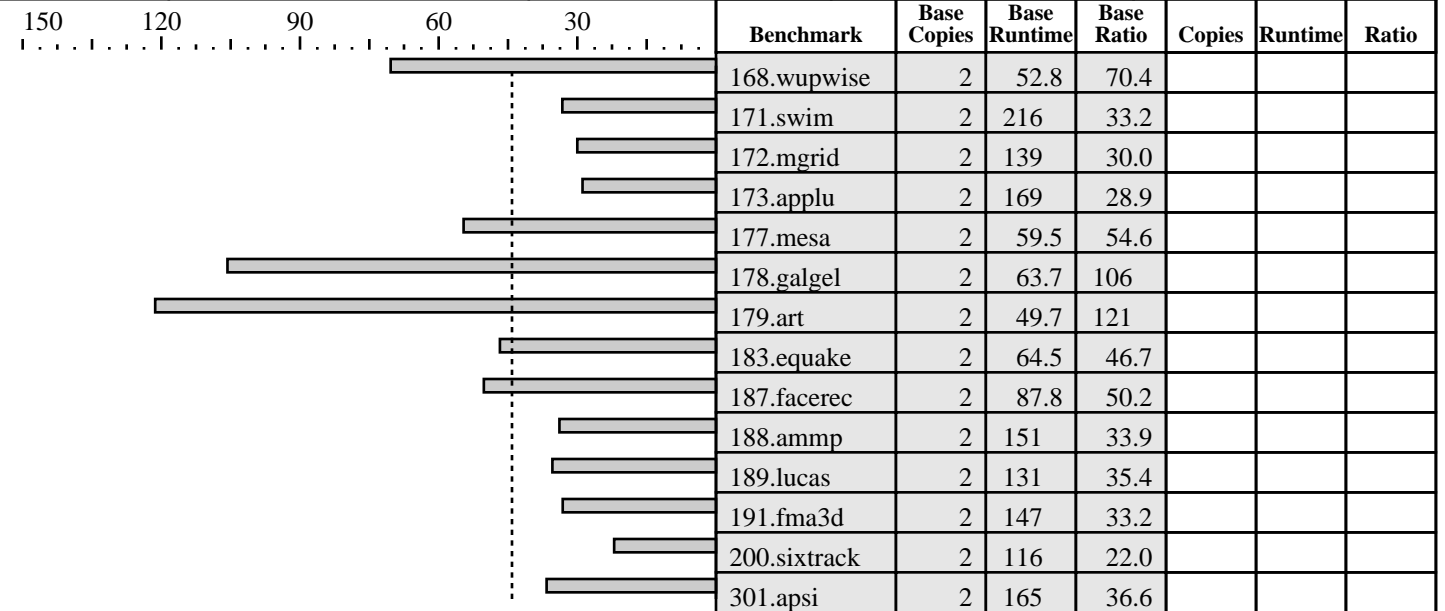 150 120 90 60 30
Benchmark Base Copies Base Runtime Base Ratio Copies Runtime Ratio
168.wupwise 2 52.8 70.4
171.swim 2 216 33.2
172.mgrid 2 139 30.0
173.applu 2 169 28.9
177.mesa 2 59.5 54.6
178.galgel 2 63.7 106
179.art 2 49.7 121
183.equake 2 64.5 46.7
187.facerec 2 87.8 50.2
188.ammp 2 151 33.9
189.lucas 2 131 35.4
191.fma3d 2 147 33.2
200.sixtrack 2 116 22.0
301.apsi 2 165 36.6